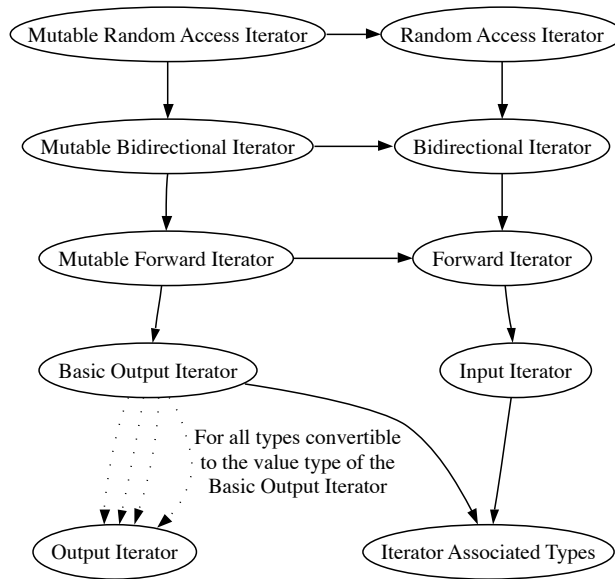 Mutable Random Access Iterator
Random Access Iterator
Mutable Bidirectional Iterator
Bidirectional Iterator
Mutable Forward Iterator
Forward Iterator
Basic Output Iterator
Input Iterator
For all types convertible
to the value type of the
Basic Output Iterator
Output Iterator
Iterator Associated Types